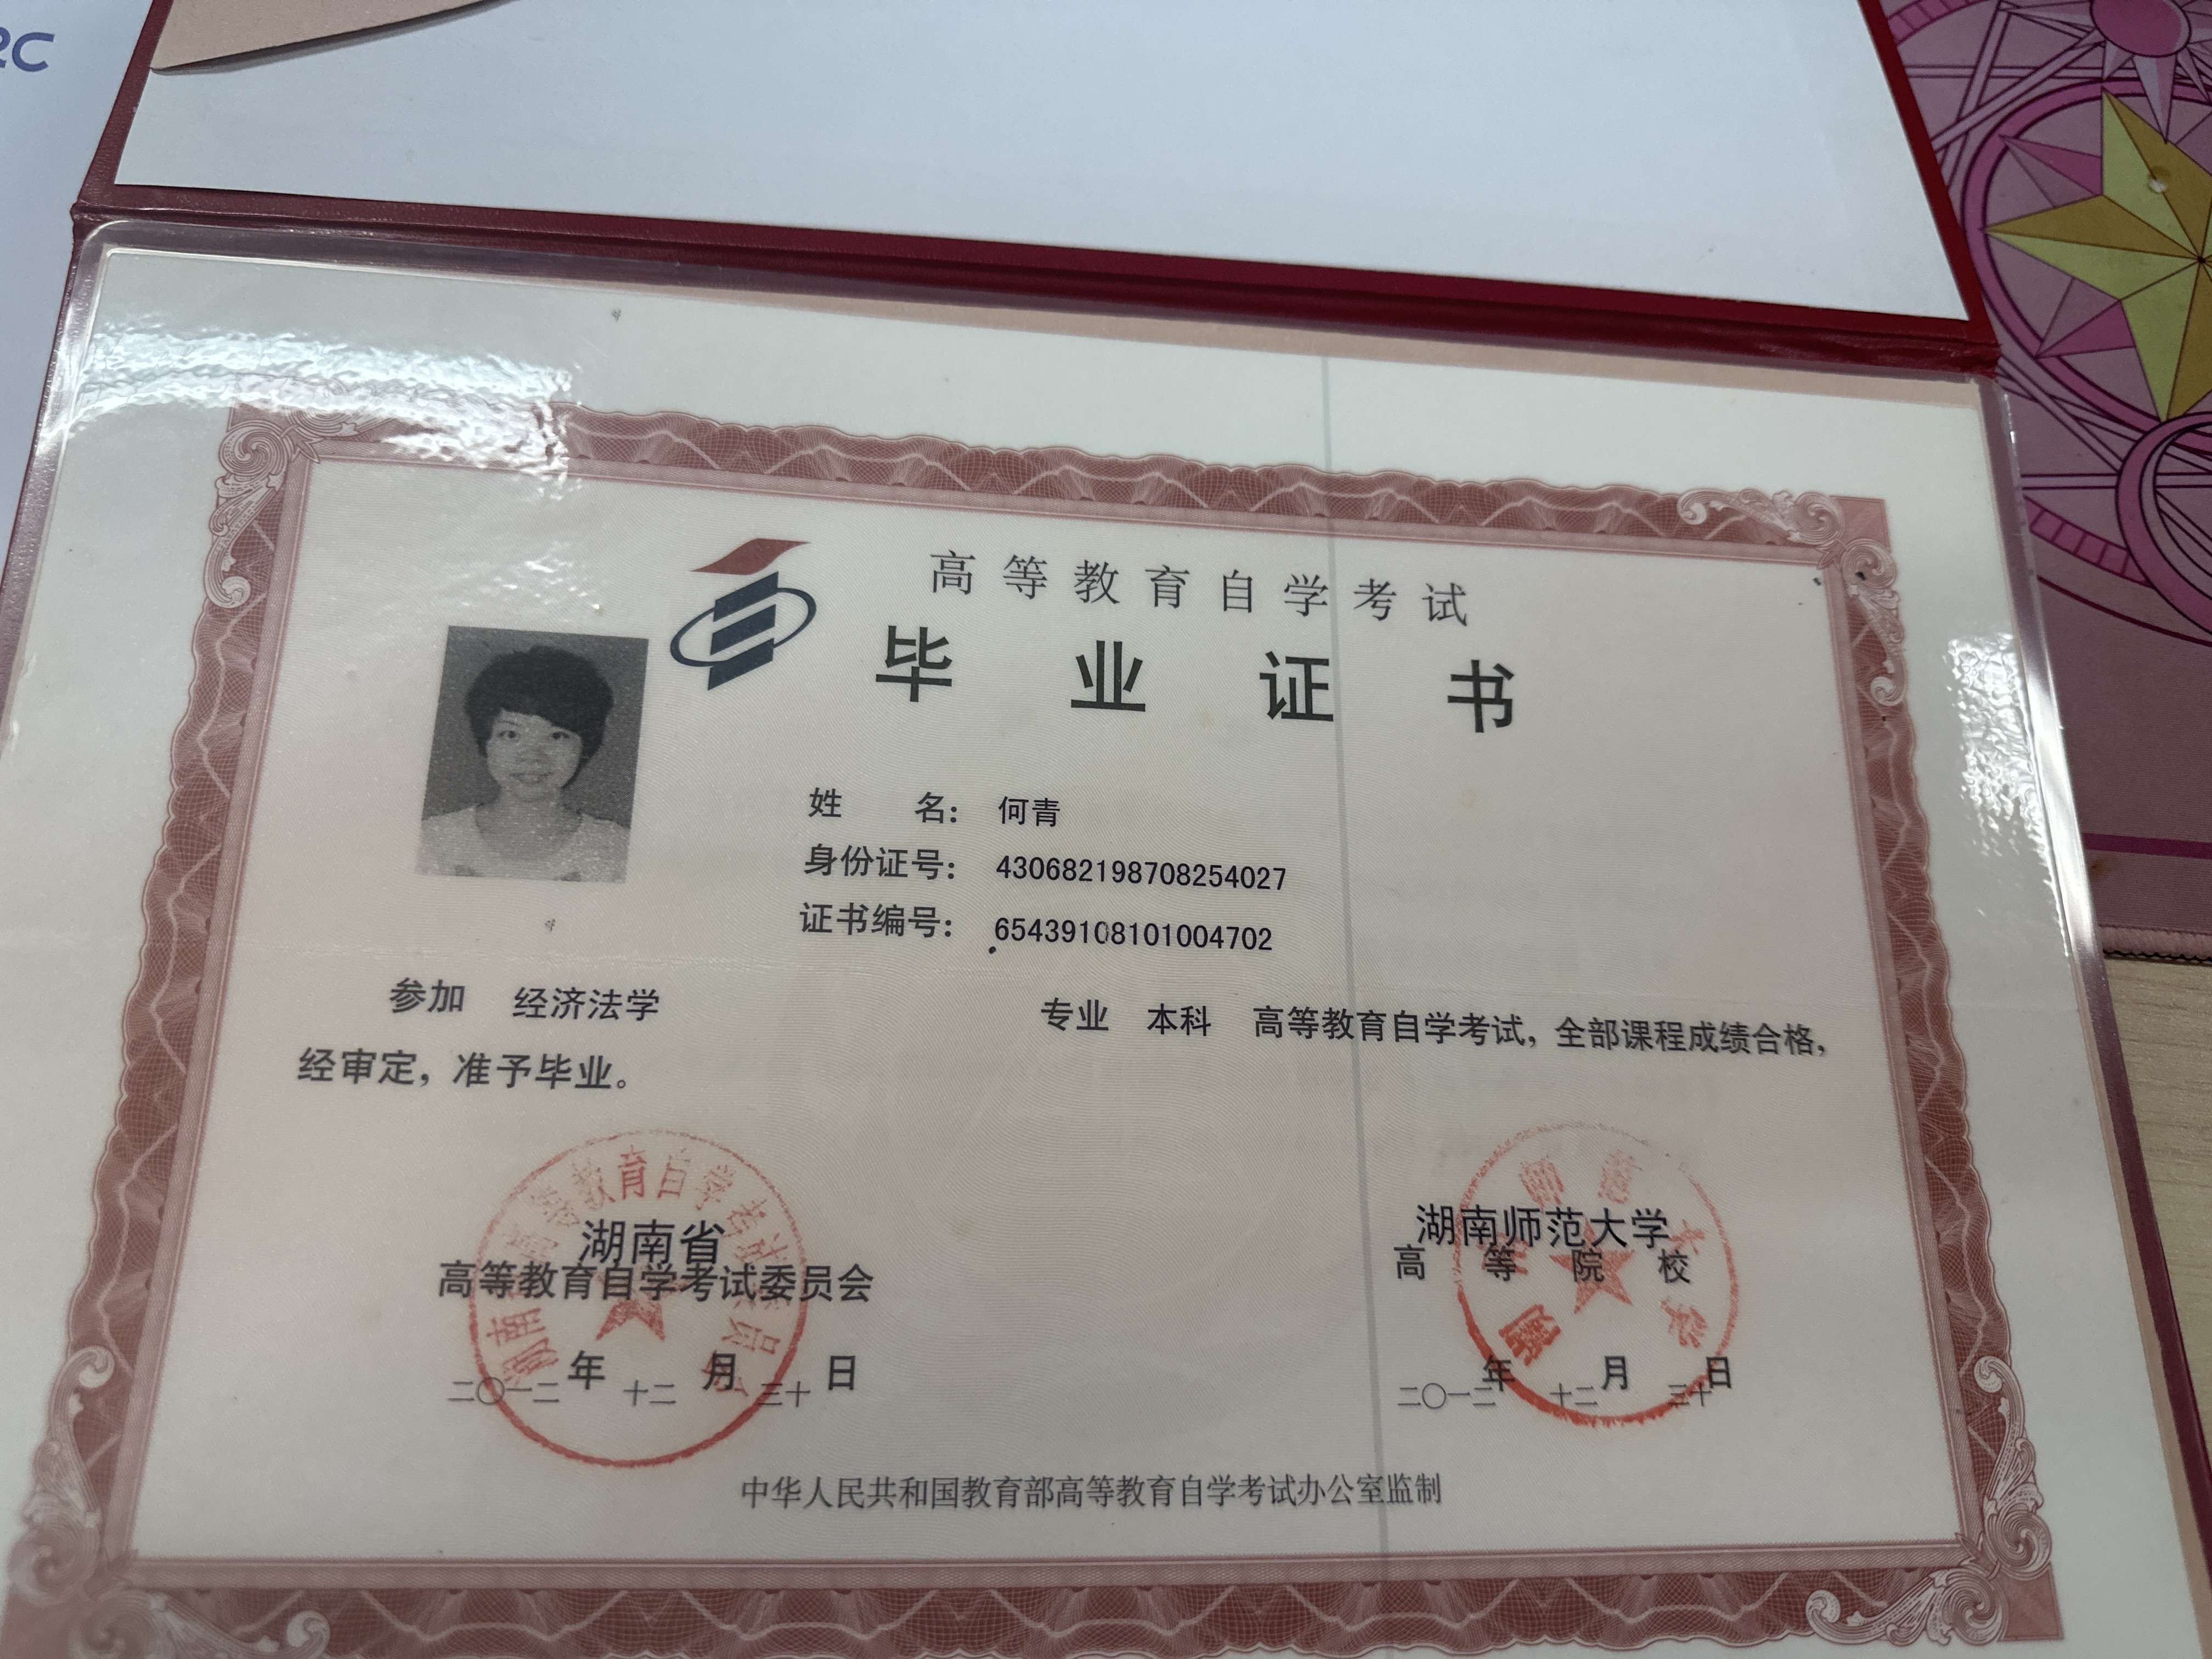 高等教育自学考试
毕业证书
姓 名： 何青
身份证号： 430682198708254027
证书编号： 65439108101004702
参加 经济法学 专业 本科 高等教育自学考试，全部课程成绩合格，
经审定，准予毕业。
湖南省
高等教育自学考试委员会
二〇一二年十二月三十日
湖南师范大学
高等院校
二〇一二年十二月三十日
中华人民共和国教育部高等教育自学考试办公室监制